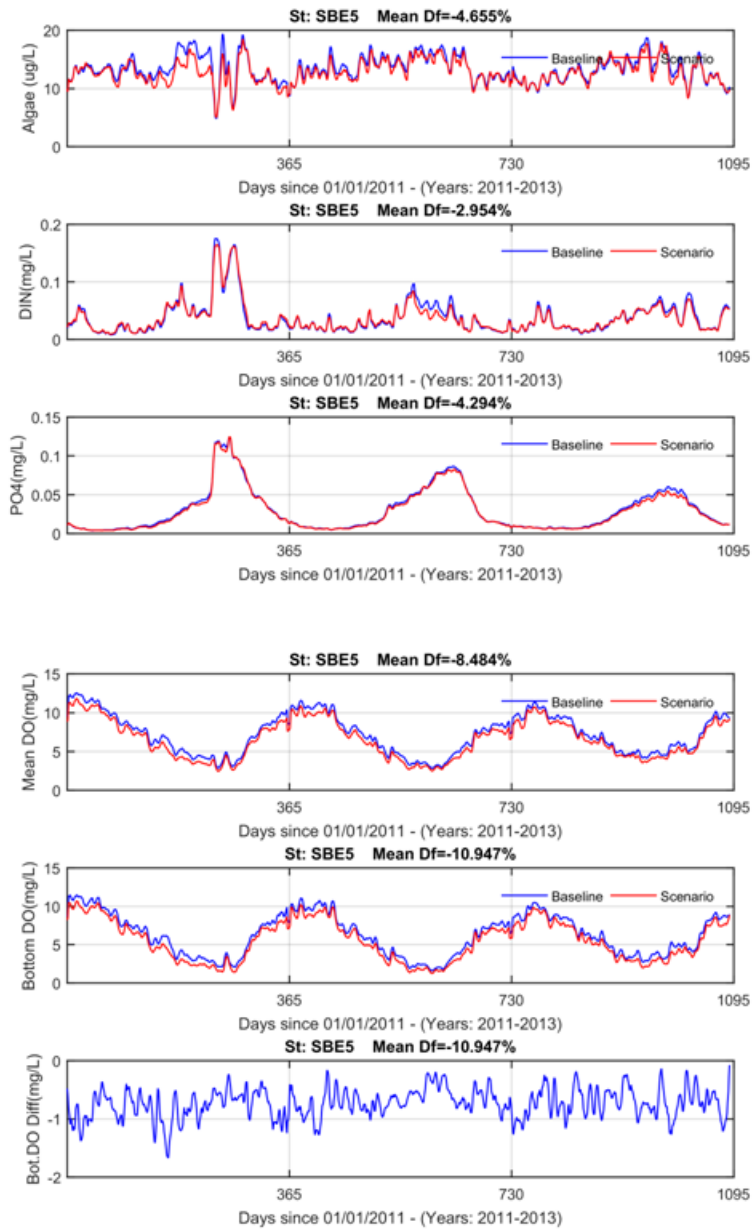 St: SBE5 Mean Df=-4.655%
20
10
0
Algae (ug/L)
Baseline Scenario
365 730 1095
Days since 01/01/2011 - (Years: 2011-2013)
St: SBE5 Mean Df=-2.954%
0.2
0.1
0
DIN(mg/L)
Baseline Scenario
365 730 1095
Days since 01/01/2011 - (Years: 2011-2013)
St: SBE5 Mean Df=-4.294%
0.15
0.1
0.05
0
PO4(mg/L)
Baseline Scenario
365 730 1095
Days since 01/01/2011 - (Years: 2011-2013)
St: SBE5 Mean Df=-8.484%
15
10
5
0
Mean DO(mg/L)
Baseline Scenario
365 730 1095
Days since 01/01/2011 - (Years: 2011-2013)
St: SBE5 Mean Df=-10.947%
15
10
5
0
Bottom DO(mg/L)
Baseline Scenario
365 730 1095
Days since 01/01/2011 - (Years: 2011-2013)
St: SBE5 Mean Df=-10.947%
0
-1
-2
Bot.DO Diff(mg/L)
365 730 1095
Days since 01/01/2011 - (Years: 2011-2013)